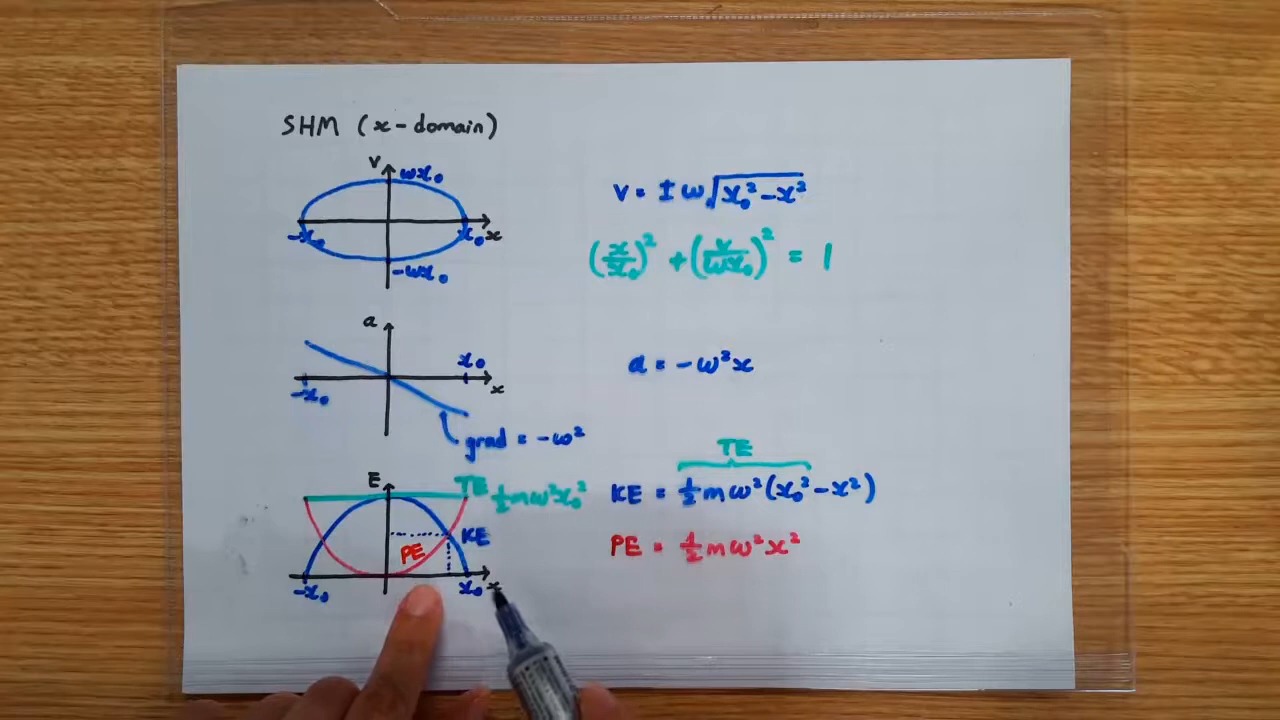 SHM (x-domain)
v
ωx₀
-x₀
x₀ x
-ωx₀
v = ± ω√(x₀² - x²)
(x/x₀)² + (v/ωx₀)² = 1
a
x₀
-x₀
x
grad = -ω²
a = -ω²x
E
TE ½mω²x₀²
KE
PE
-x₀
x₀ x
TE
KE = ½mω²(x₀² - x²)
PE = ½mω²x²